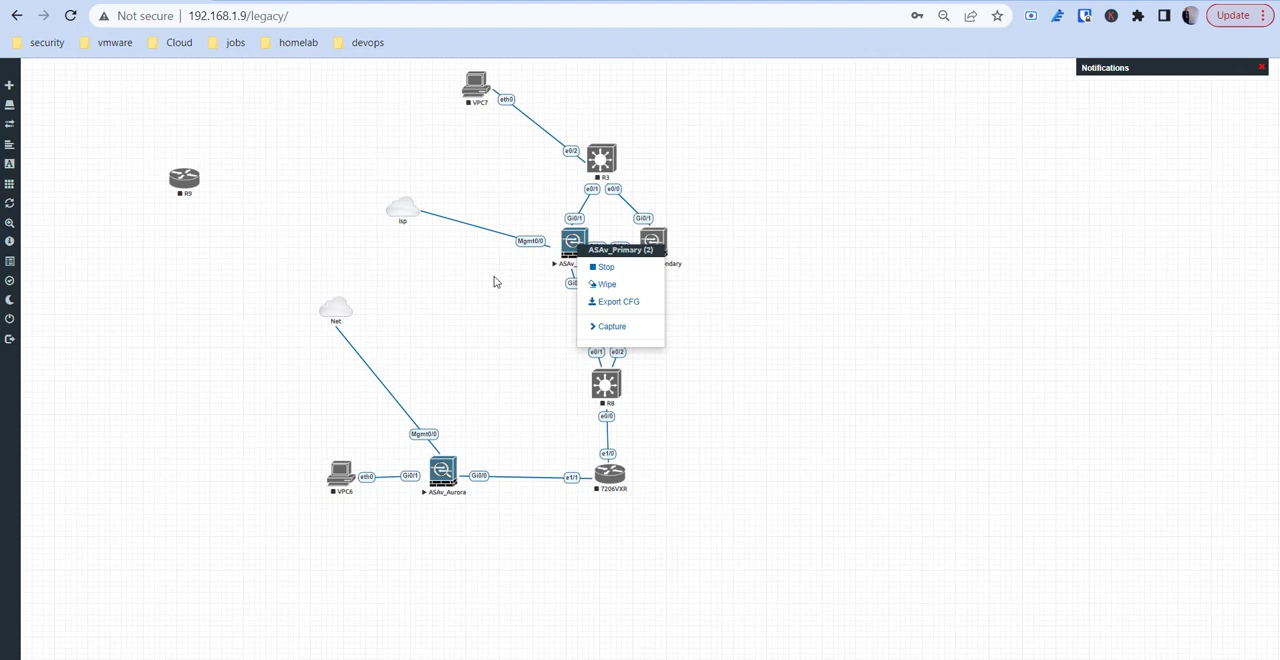 Not secure 192.168.1.9/legacy/ Update
security vmware Cloud jobs homelab devops
Notifications
eth0
VPC7
e0/2
R3
e0/1 e0/0
R9
isp
Gi0/1 Gi0/1
Mgmt0/0
ASAv_Primary (2)
ASAv_ ndary
Stop
Gi0
Wipe
Export CFG
Net
Capture
e0/1 e0/2
R8
e0/0
Mgmt0/0
e1/0
eth0 Gi0/1 Gi0/0 e1/1
VPC6 ASAv_Aurora 7206VXR